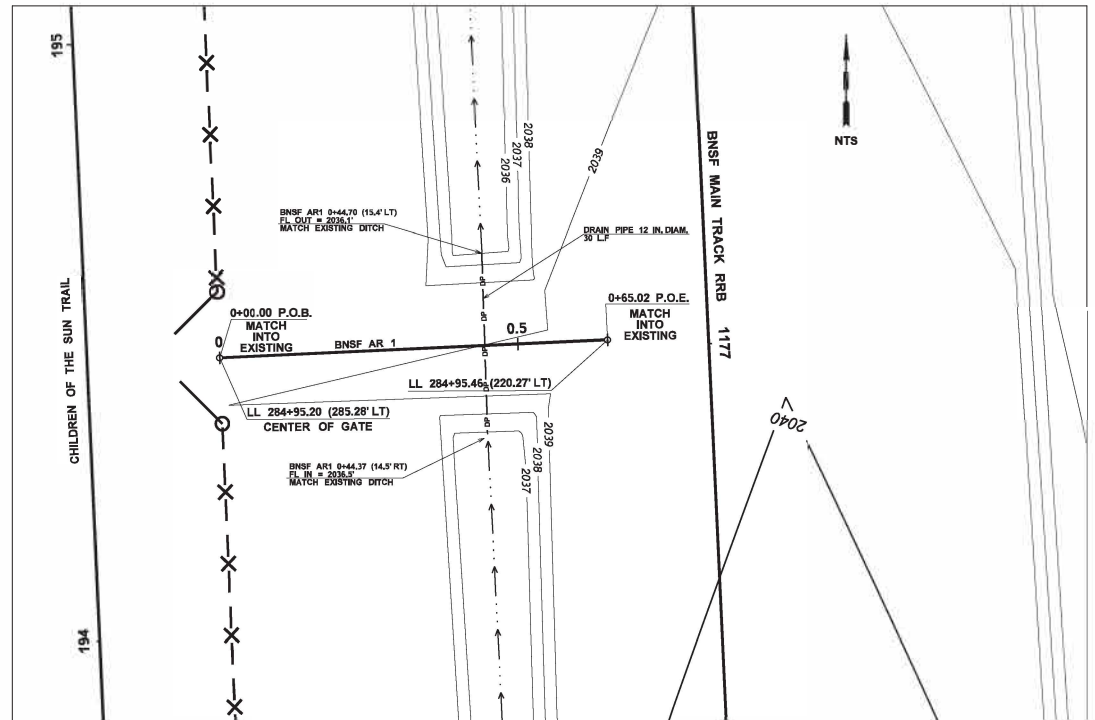 195
2038
2037
2036
2039
NTS
BNSF MAIN TRACK RRB 1177
BNSF AR1 0+44.70 (15.4' LT)
FL OUT = 2036.1'
MATCH EXISTING DITCH
DRAIN PIPE 12 IN. DIAM.
30 L.F
DP
DP
0+00.00 P.O.B.
MATCH
INTO
EXISTING
0+65.02 P.O.E.
MATCH
INTO
EXISTING
0
BNSF AR 1
0.5
CHILDREN OF THE SUN TRAIL
LL 284+95.46 (220.27' LT)
DP
LL 284+95.20 (285.28' LT)
CENTER OF GATE
DP
2040
2039
2038
2037
BNSF AR1 0+44.37 (14.5' RT)
FL IN = 2036.5'
MATCH EXISTING DITCH
194